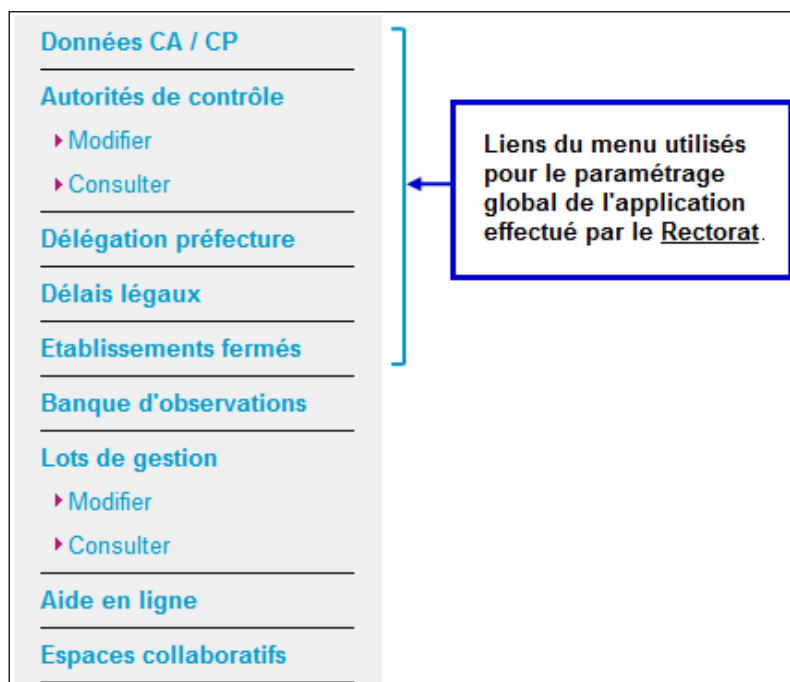 Données CA / CP
Autorités de contrôle
Modifier
Consulter
Délégation préfecture
Délais légaux
Etablissements fermés
Banque d'observations
Lots de gestion
Modifier
Consulter
Aide en ligne
Espaces collaboratifs
Liens du menu utilisés
pour le paramétrage
global de l'application
effectué par le Rectorat.